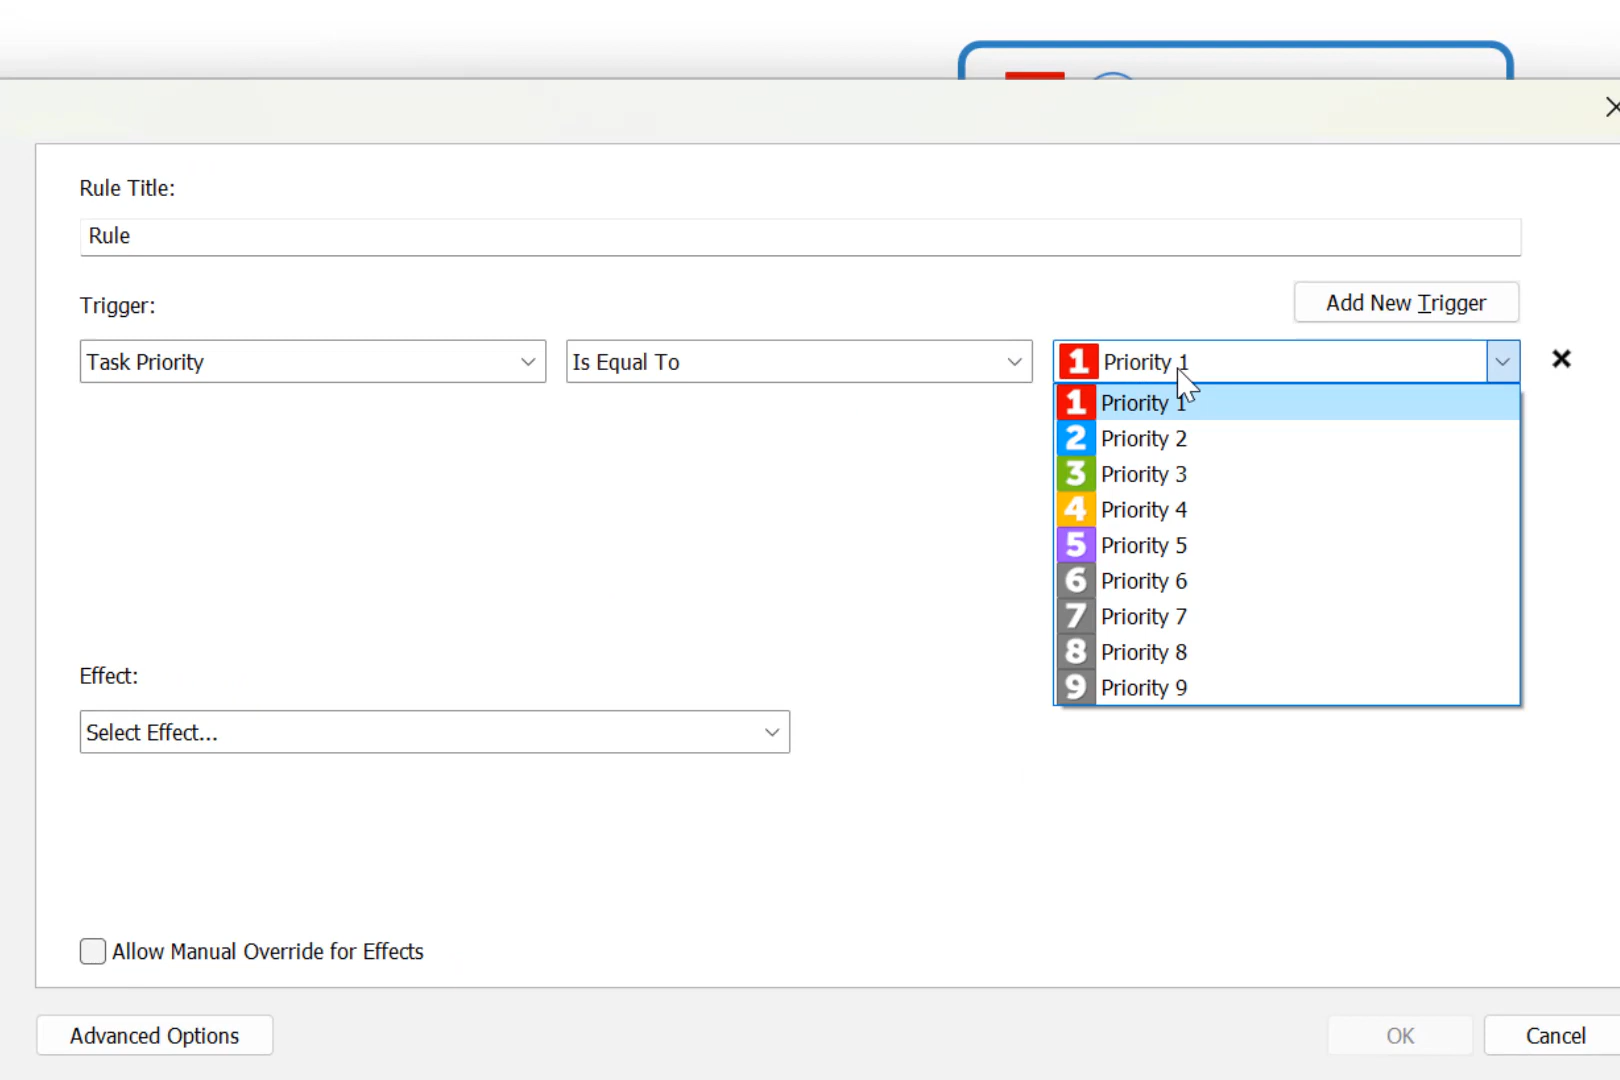 Rule Title:
Rule
Trigger:
Add New Trigger
Task Priority
Is Equal To
1 Priority 1
1 Priority 1
2 Priority 2
3 Priority 3
4 Priority 4
5 Priority 5
6 Priority 6
7 Priority 7
8 Priority 8
9 Priority 9
Effect:
Select Effect...
Allow Manual Override for Effects
Advanced Options
OK
Cancel